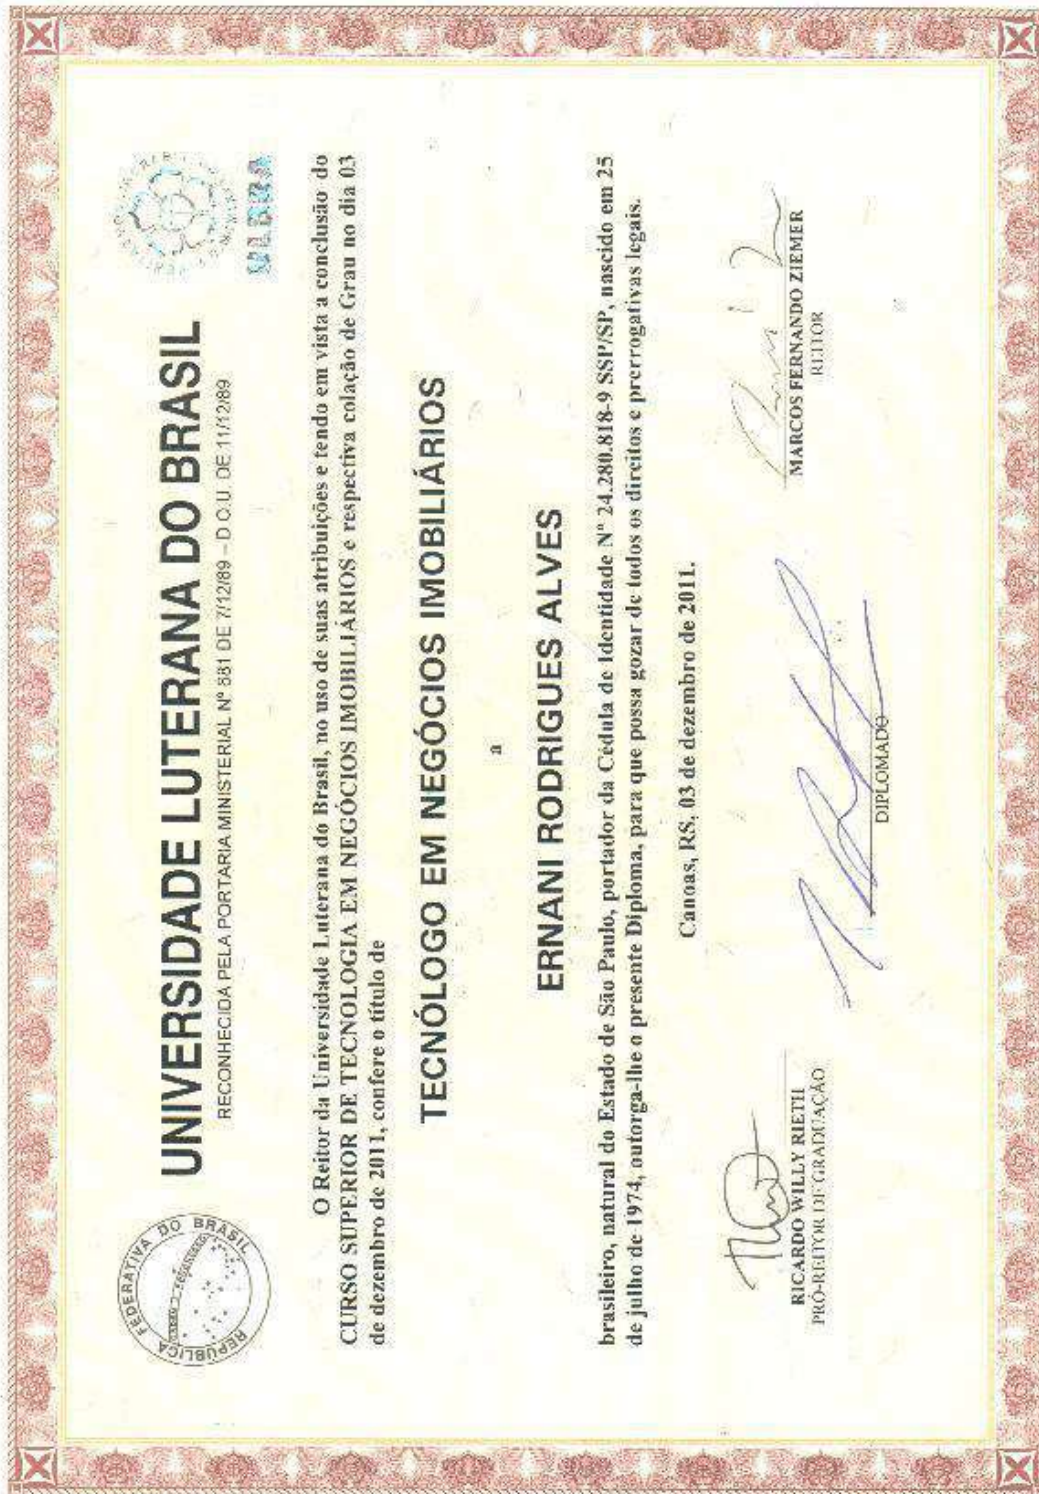 REPÚBLICA FEDERATIVA DO BRASIL
UNIVERSIDADE LUTERANA DO BRASIL
RECONHECIDA PELA PORTARIA MINISTERIAL Nº 681 DE 7/12/89 – D.O.U. DE 11/12/89
ULBRA
O Reitor da Universidade Luterana do Brasil, no uso de suas atribuições e tendo em vista a conclusão do
CURSO SUPERIOR DE TECNOLOGIA EM NEGÓCIOS IMOBILIÁRIOS e respectiva colação de Grau no dia 03
de dezembro de 2011, confere o título de
TECNÓLOGO EM NEGÓCIOS IMOBILIÁRIOS
a
ERNANI RODRIGUES ALVES
brasileiro, natural do Estado de São Paulo, portador da Cédula de Identidade Nº 24.280.818-9 SSP/SP, nascido em 25
de julho de 1974, outorga-lhe o presente Diploma, para que possa gozar de todos os direitos e prerrogativas legais.
Canoas, RS, 03 de dezembro de 2011.
RICARDO WILLY RIETH
PRÓ-REITOR DE GRADUAÇÃO
DIPLOMADO
MARCOS FERNANDO ZIEMER
REITOR